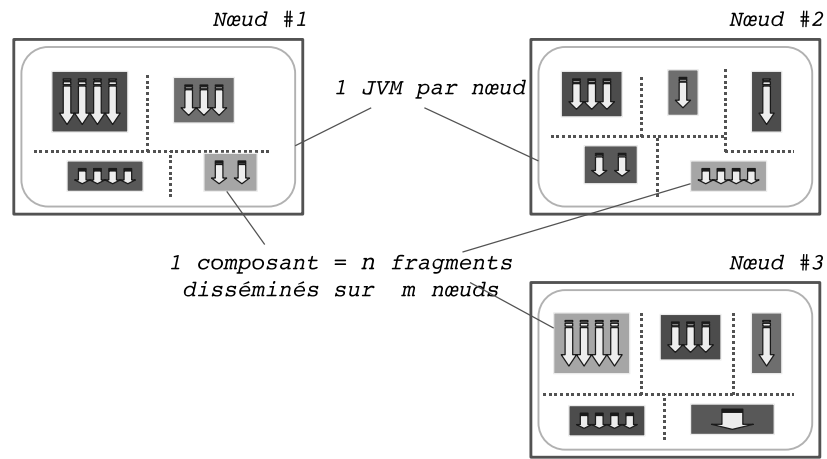 Nœud #1
Nœud #2
1 JVM par nœud
1 composant = n fragments
disséminés sur m nœuds
Nœud #3